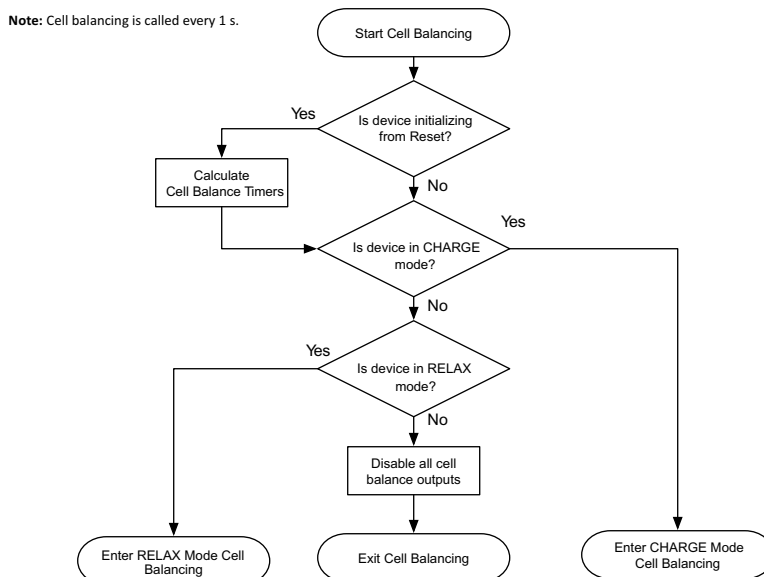 Note: Cell balancing is called every 1 s.
Start Cell Balancing
Is device initializing
from Reset?
Yes
No
Calculate
Cell Balance Timers
Is device in CHARGE
mode?
Yes
No
Is device in RELAX
mode?
Yes
No
Disable all cell
balance outputs
Enter RELAX Mode Cell
Balancing
Exit Cell Balancing
Enter CHARGE Mode
Cell Balancing